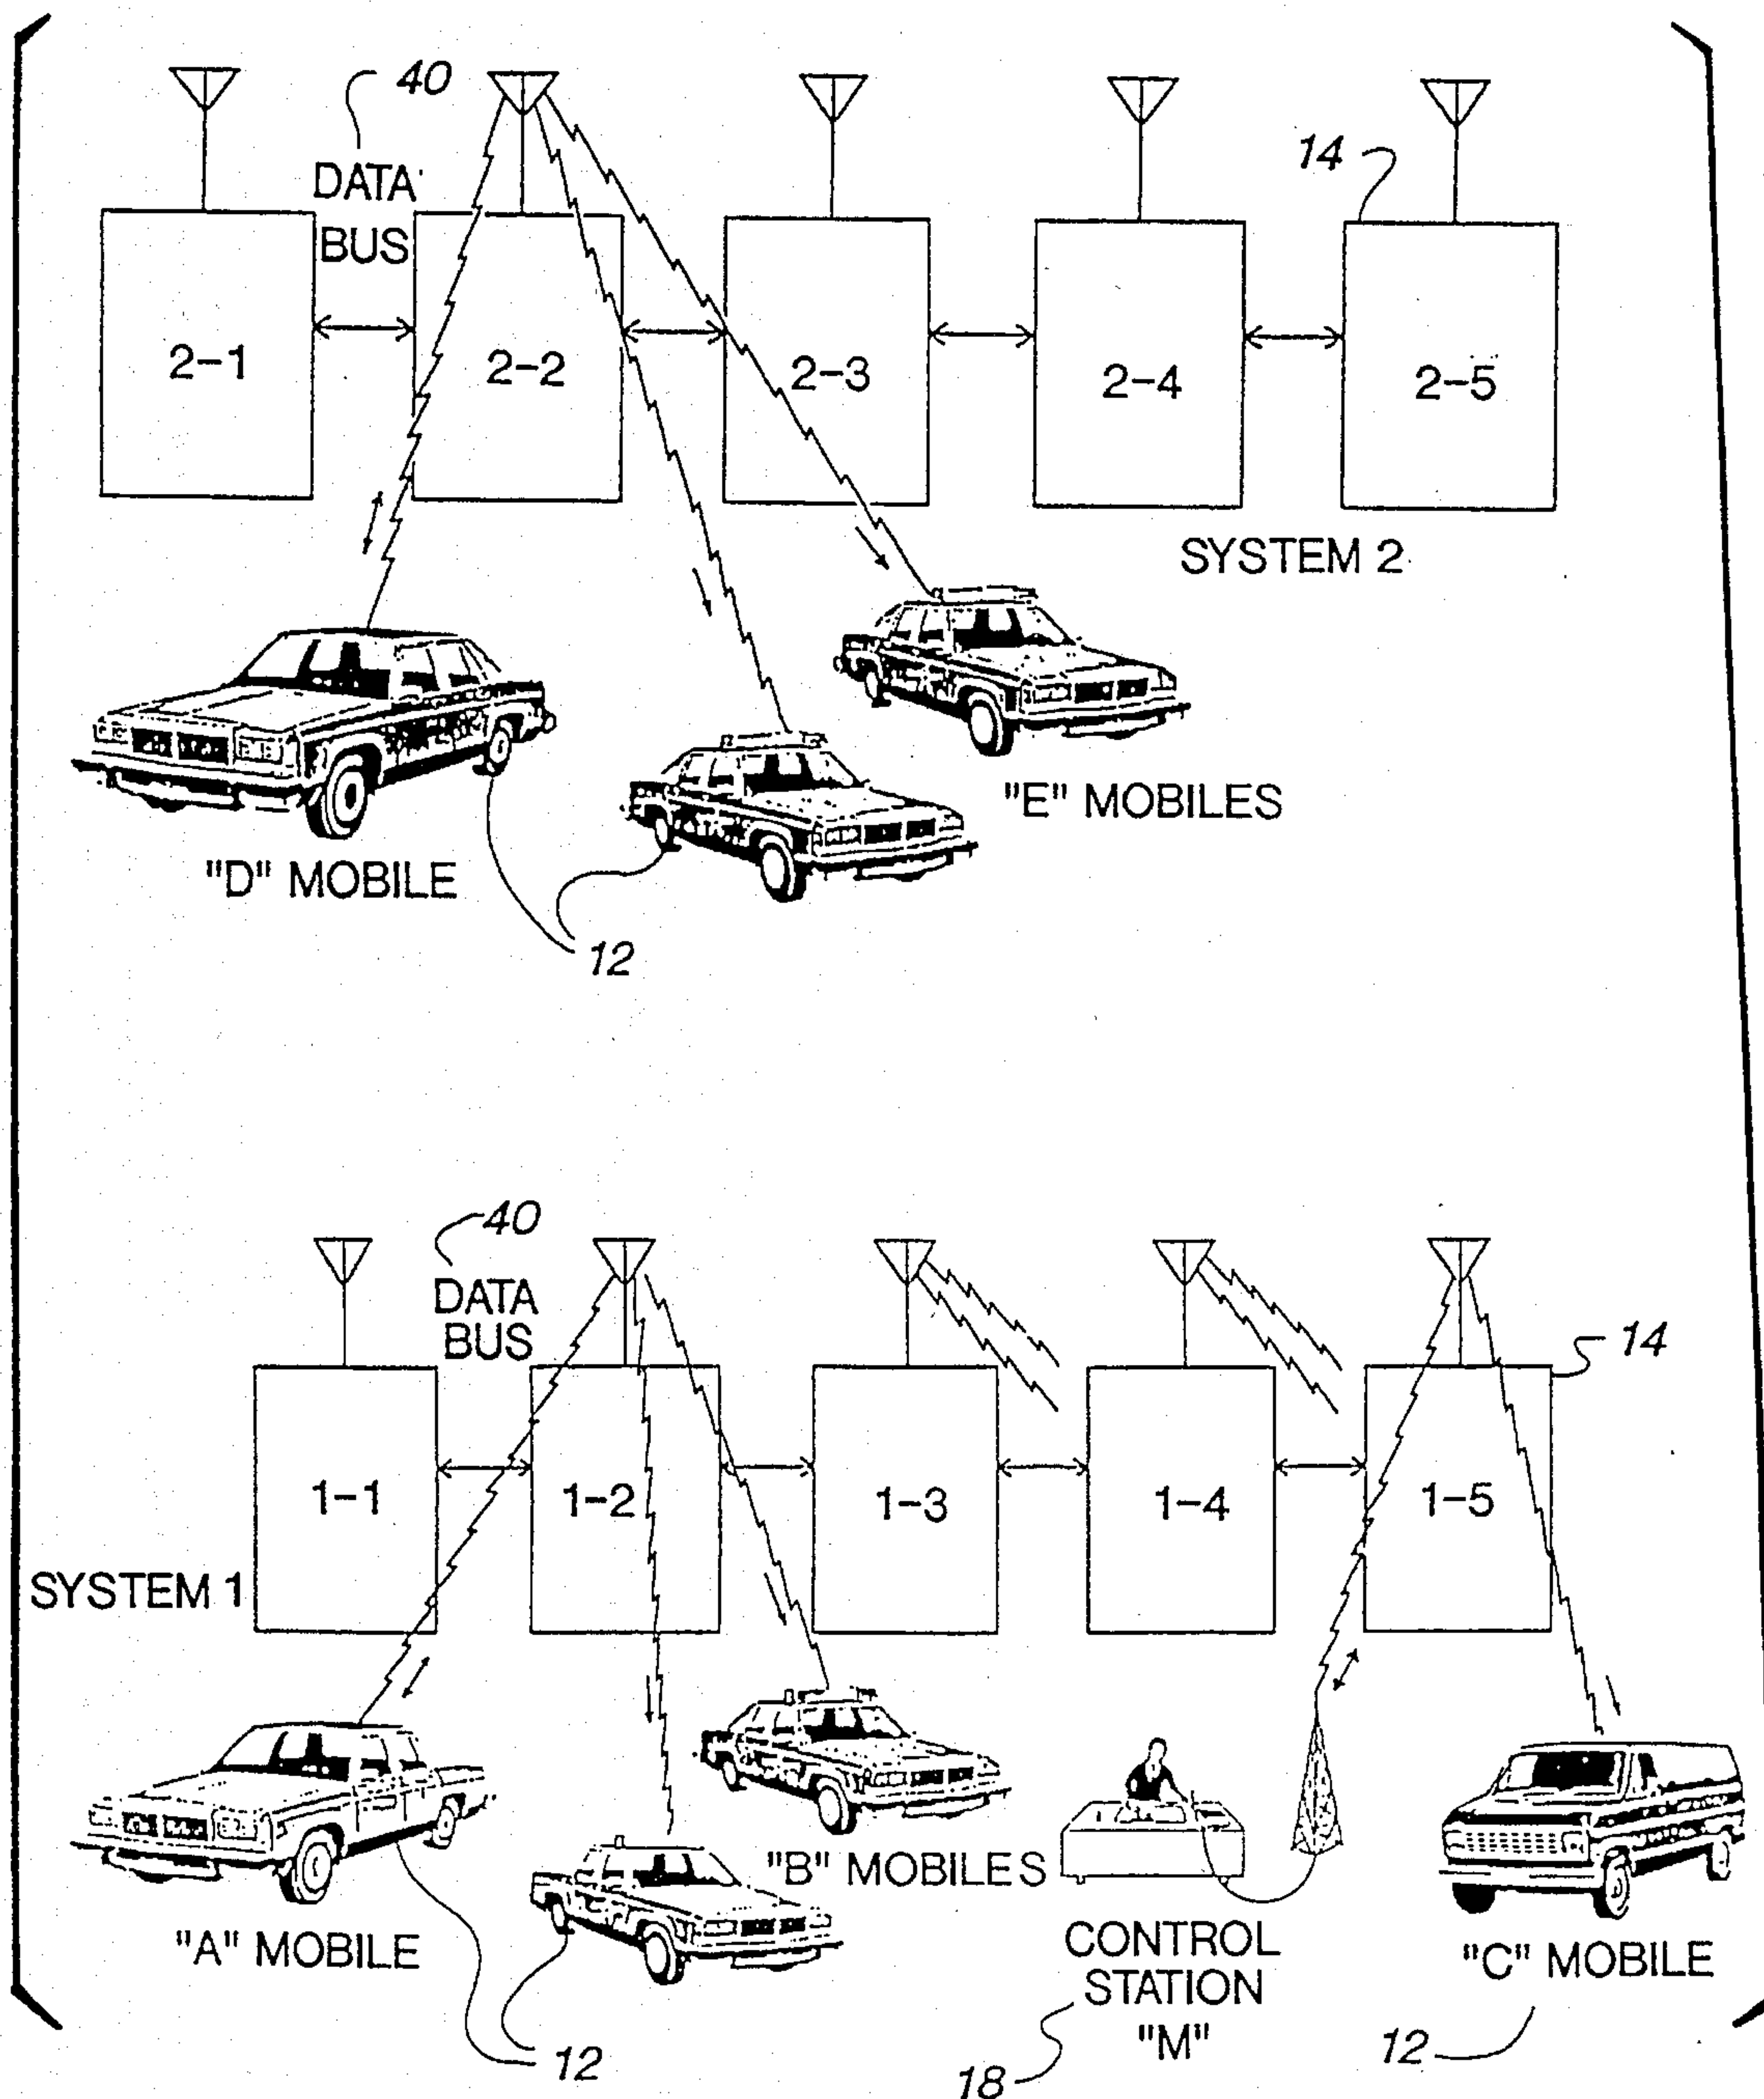 40
DATA
BUS
14
2-1
2-2
2-3
2-4
2-5
SYSTEM 2
"E" MOBILES
"D" MOBILE
12
40
DATA
BUS
14
1-1
1-2
1-3
1-4
1-5
SYSTEM 1
"B" MOBILES
"A" MOBILE
CONTROL
STATION
"M"
"C" MOBILE
12
18
12